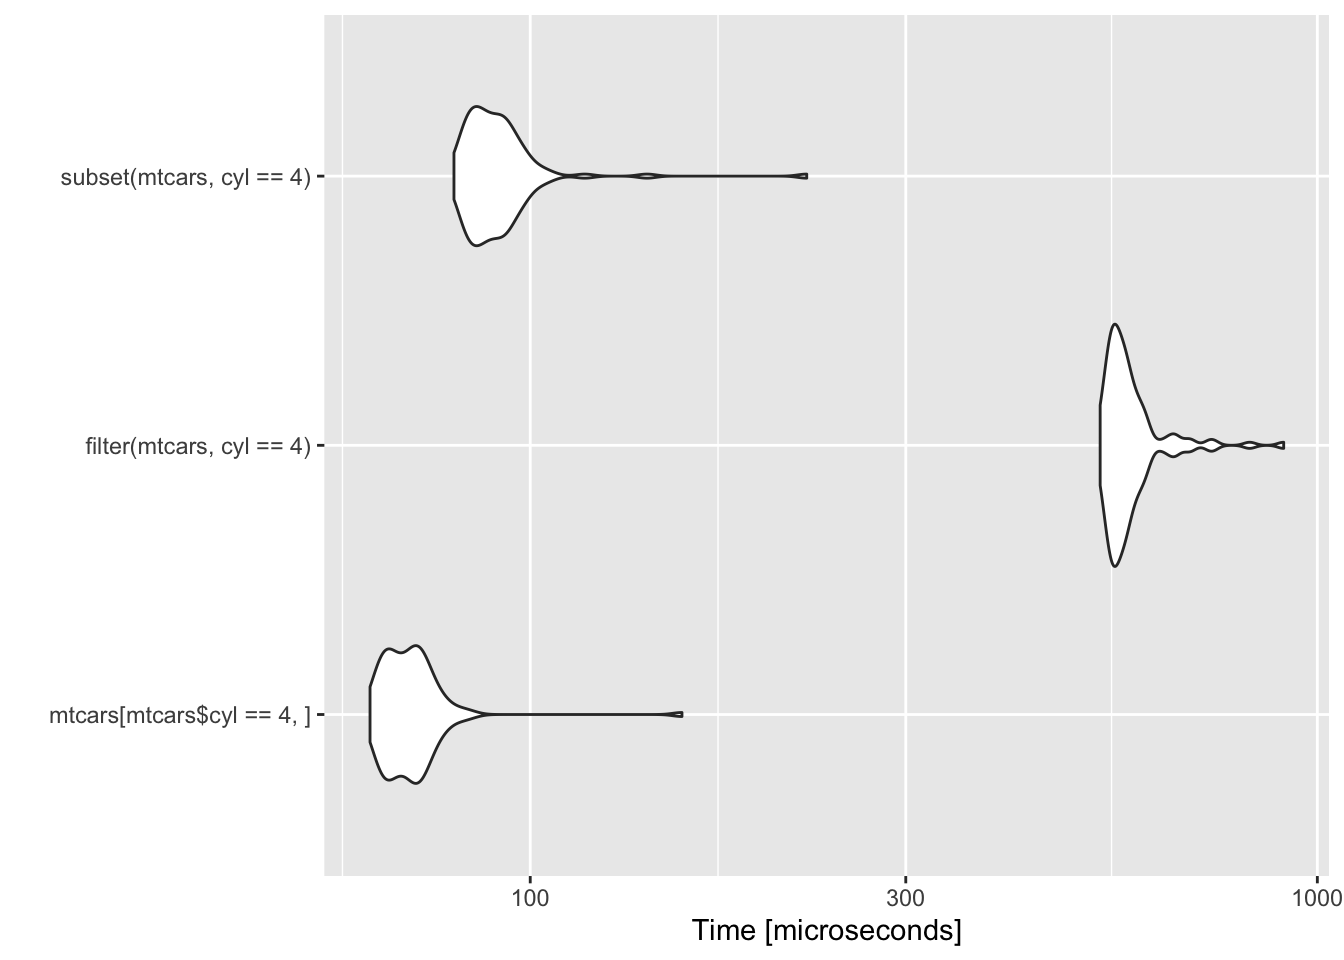 subset(mtcars, cyl == 4)
filter(mtcars, cyl == 4)
mtcars[mtcars$cyl == 4, ]
100 300 1000
Time [microseconds]